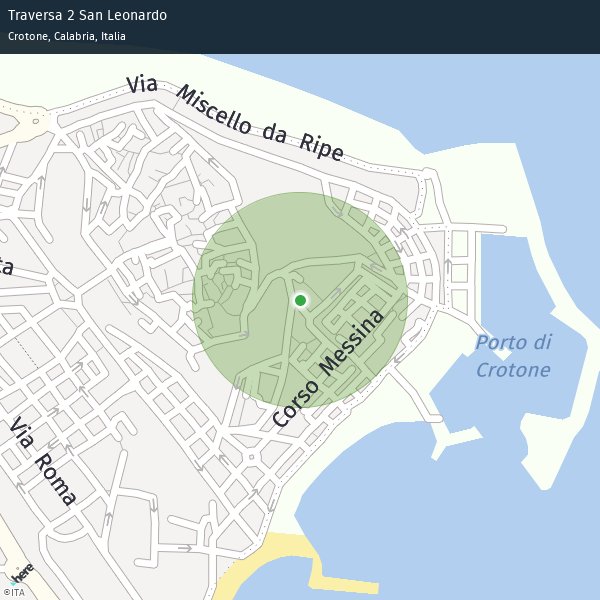 Traversa 2 San Leonardo
Crotone, Calabria, Italia
Via Miscello da Ripe
ta
Porto di
Crotone
Corso Messina
Via Roma
here
©ITA